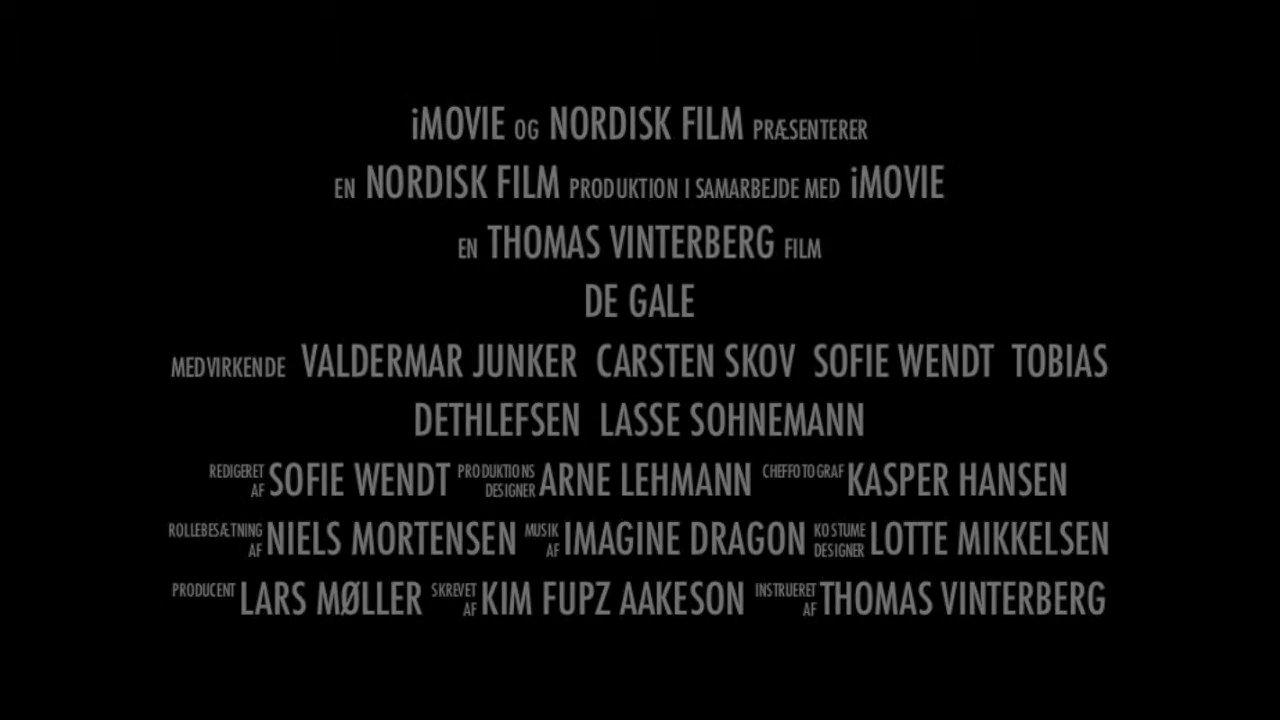 iMOVIE OG NORDISK FILM PRÆSENTERER
EN NORDISK FILM PRODUKTION I SAMARBEJDE MED iMOVIE
EN THOMAS VINTERBERG FILM
DE GALE
MEDVIRKENDE VALDERMAR JUNKER CARSTEN SKOV SOFIE WENDT TOBIAS
DETHLEFSEN LASSE SOHNEMANN
REDIGERET AF SOFIE WENDT PRODUKTIONS DESIGNER ARNE LEHMANN CHEFFOTOGRAF KASPER HANSEN
ROLLEBESÆTNING AF NIELS MORTENSEN MUSIK AF IMAGINE DRAGON KOSTUME DESIGNER LOTTE MIKKELSEN
PRODUCENT LARS MØLLER SKREVET AF KIM FUPZ AAKESON INSTRUERET AF THOMAS VINTERBERG